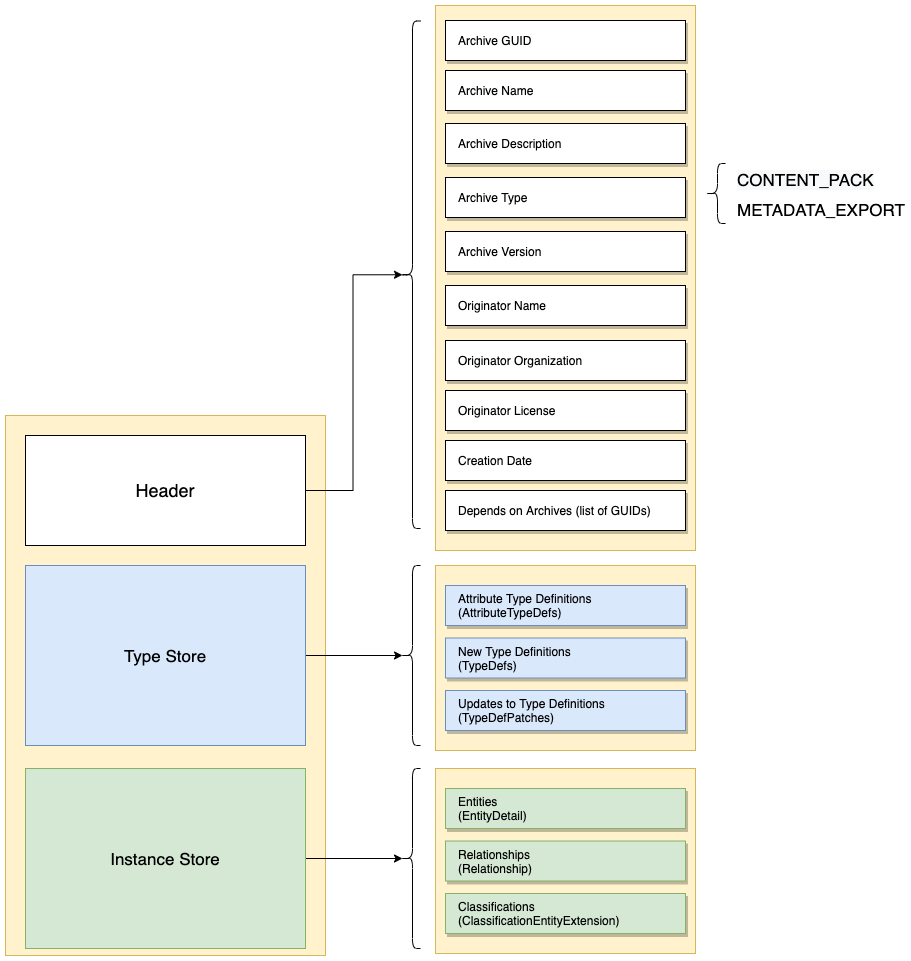 Archive GUID
Archive Name
Archive Description
Archive Type
CONTENT_PACK
METADATA_EXPORT
Archive Version
Originator Name
Originator Organization
Originator License
Creation Date
Depends on Archives (list of GUIDs)
Header
Type Store
Attribute Type Definitions
(AttributeTypeDefs)
New Type Definitions
(TypeDefs)
Updates to Type Definitions
(TypeDefPatches)
Instance Store
Entities
(EntityDetail)
Relationships
(Relationship)
Classifications
(ClassificationEntityExtension)